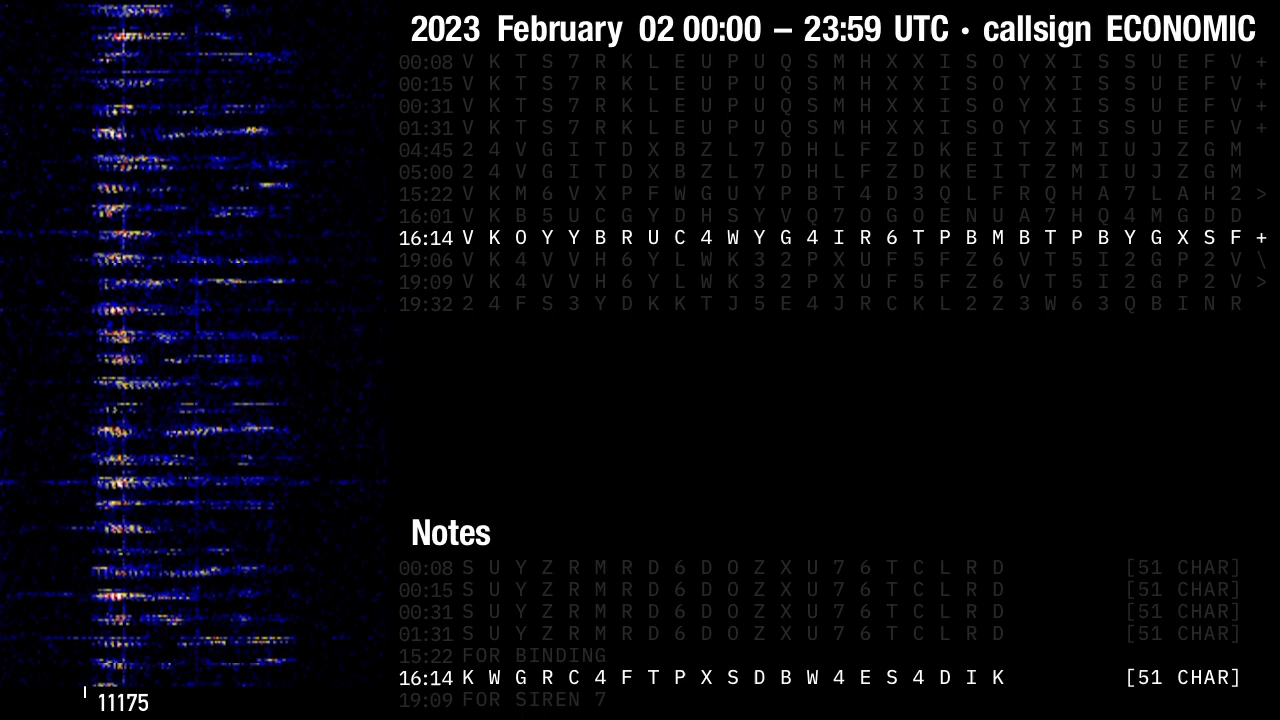 2023 February 02 00:00 – 23:59 UTC · callsign ECONOMIC
00:08 V K T S 7 R K L E U P U Q S M H X X I S O Y X I S S U E F V +
00:15 V K T S 7 R K L E U P U Q S M H X X I S O Y X I S S U E F V +
00:31 V K T S 7 R K L E U P U Q S M H X X I S O Y X I S S U E F V +
01:31 V K T S 7 R K L E U P U Q S M H X X I S O Y X I S S U E F V +
04:45 2 4 V G I T D X B Z L 7 D H L F Z D K E I T Z M I U J Z G M
05:00 2 4 V G I T D X B Z L 7 D H L F Z D K E I T Z M I U J Z G M
15:22 V K M 6 V X P F W G U Y P I T 4 D 3 Q L F R Q H A 7 L A H 2 >
16:01 V K B 5 U C G Y D H S Y V J 7 O G O E N U A 7 H Q 4 M G D D
16:14 V K O Y Y B R U C 4 W Y G 4 I R 6 T P B M B T P B Y G X S F +
19:06 V K 4 V V H 6 Y L W K 3 2 P X U F 5 F Z 6 V T 5 I 2 G P 2 V \
19:09 V K 4 V V H 6 Y L W K 3 2 P X U F 5 F Z 6 V T 5 I 2 G P 2 V >
19:32 2 4 F S 3 Y D K K T J 5 E 4 J R C K L 2 Z 3 W 6 3 Q B I N R
Notes
00:08 S U Y Z R M R D 6 D O Z X H 7 6 T C L R D [51 CHAR]
00:15 S U Y Z R M R D 6 D O Z X H 7 6 T C L R D [51 CHAR]
00:31 S U Y Z R M R D 6 D O Z X H 7 6 T C L R D [51 CHAR]
01:31 S U Y Z R M R D 6 D O Z X H 7 6 T C L R D [51 CHAR]
15:22 FOR BINDING
16:14 K W G R C 4 F T P X S D B W 4 E S 4 D I K [51 CHAR]
19:09 FOR SIREN 7
11175